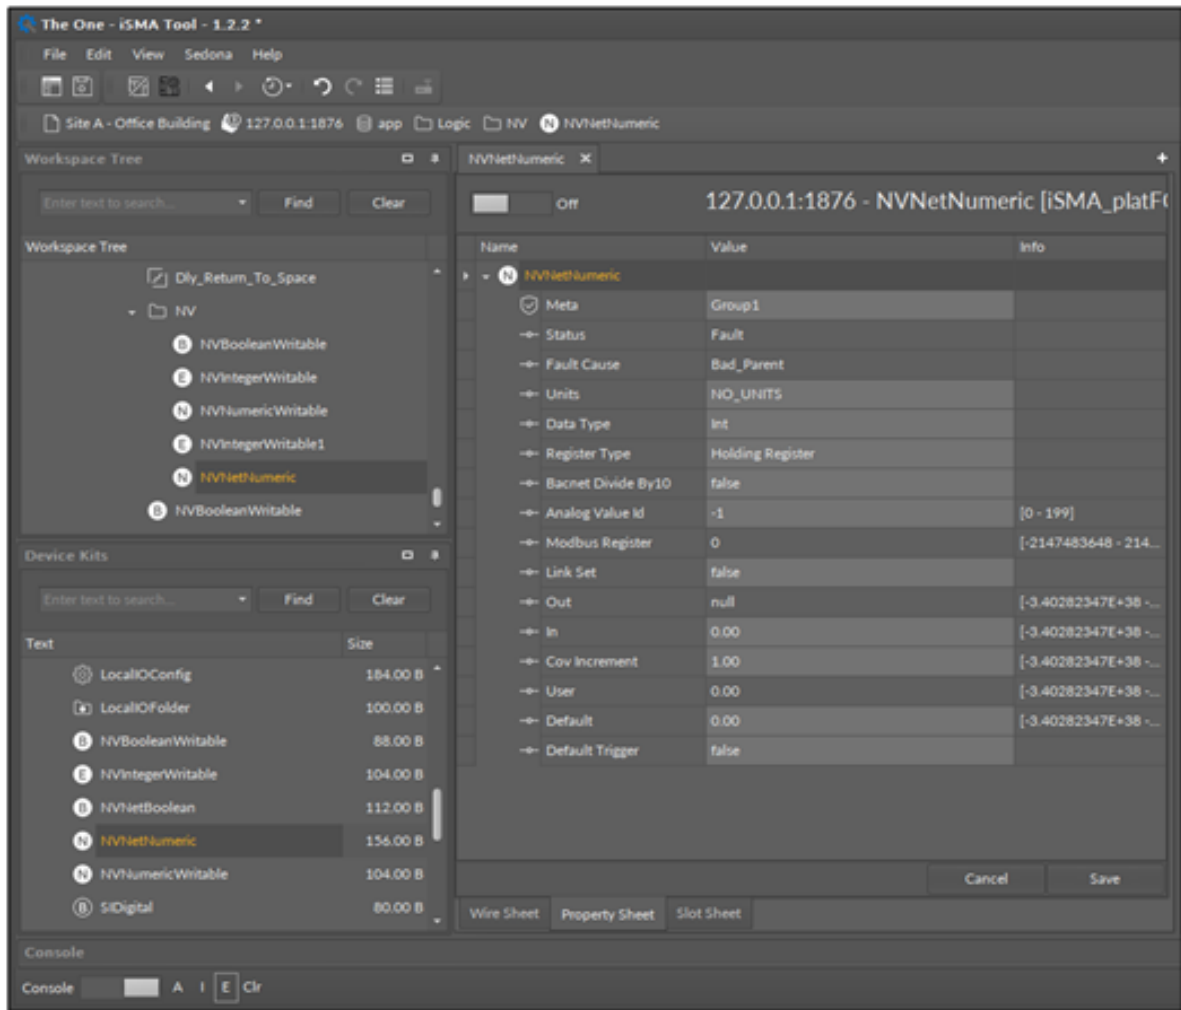 The One - iSMA Tool - 1.2.2 *
File Edit View Sedona Help
Site A - Office Building 127.0.0.1:1876 app Logic NV N NVNetNumeric
Workspace Tree
Enter text to search... Find Clear
Workspace Tree
Dly_Return_To_Space
NV
B NVBooleanWritable
E NVIntegerWritable
N NVNumericWritable
E NVIntegerWritable1
N NVNetNumeric
B NVBooleanWritable
Device Kits
Enter text to search... Find Clear
Text Size
LocalIOConfig 184.00 B
LocalIOFolder 100.00 B
B NVBooleanWritable 88.00 B
E NVIntegerWritable 104.00 B
B NVNetBoolean 112.00 B
N NVNetNumeric 156.00 B
N NVNumericWritable 104.00 B
B SIDigital 80.00 B
NVNetNumeric
Off 127.0.0.1:1876 - NVNetNumeric [iSMA_platF
Name Value Info
N NVNetNumeric
Meta Group1
Status Fault
Fault Cause Bad_Parent
Units NO_UNITS
Data Type Int
Register Type Holding Register
Bacnet Divide By10 false
Analog Value Id -1 [0 - 199]
Modbus Register 0 [-2147483648 - 214...
Link Set false
Out null [-3.40282347E+38 -...
In 0.00 [-3.40282347E+38 -...
Cov Increment 1.00 [-3.40282347E+38 -...
User 0.00 [-3.40282347E+38 -...
Default 0.00 [-3.40282347E+38 -...
Default Trigger false
Cancel Save
Wire Sheet Property Sheet Slot Sheet
Console
Console A I E Clr